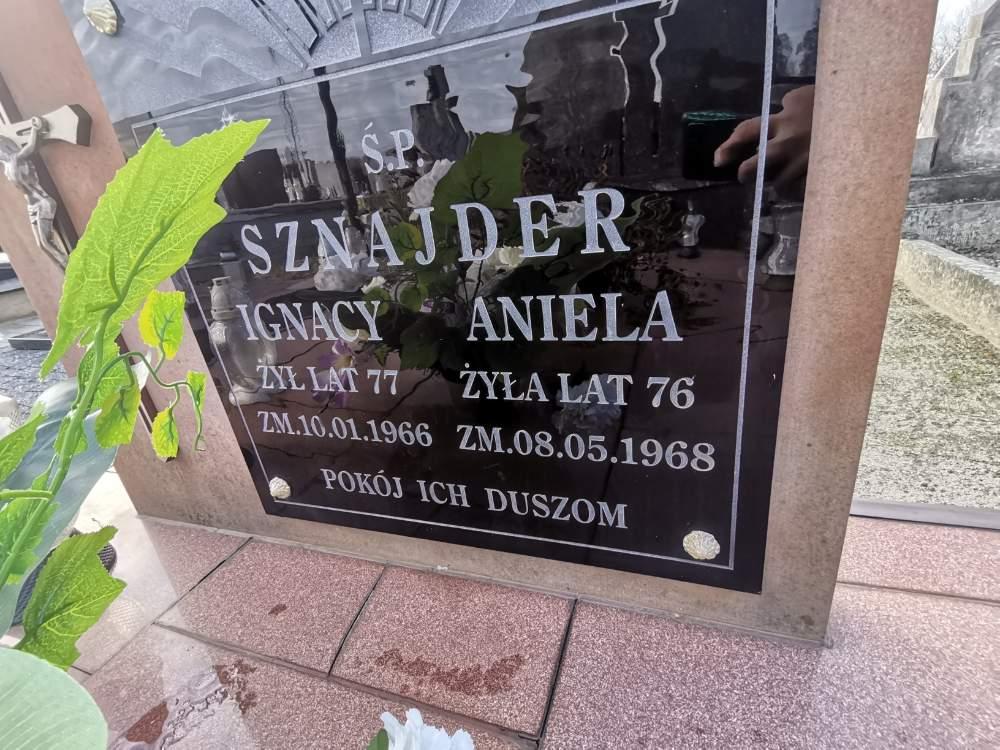 Ś.P.
SZNAJDER
IGNACY ANIELA
ŻYŁ LAT 77 ŻYŁA LAT 76
ZM.10.01.1966 ZM.08.05.1968
POKÓJ ICH DUSZOM